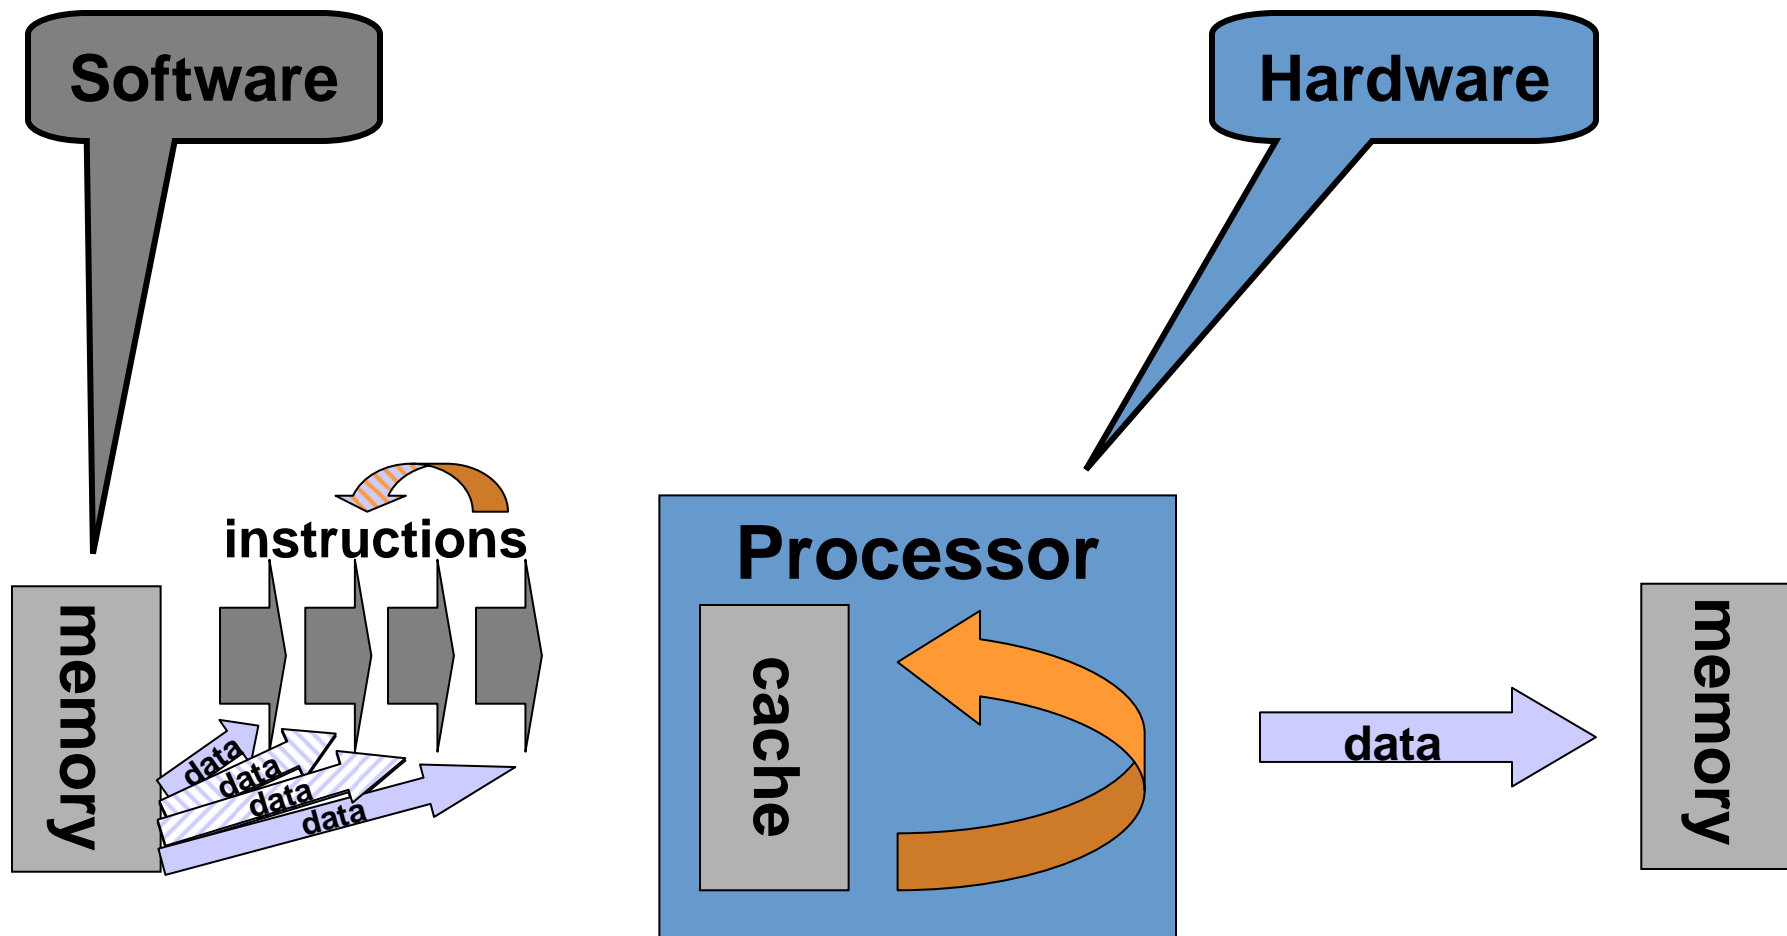 Software
Hardware
instructions
Processor
memory
cache
data
data
data
data
data
memory